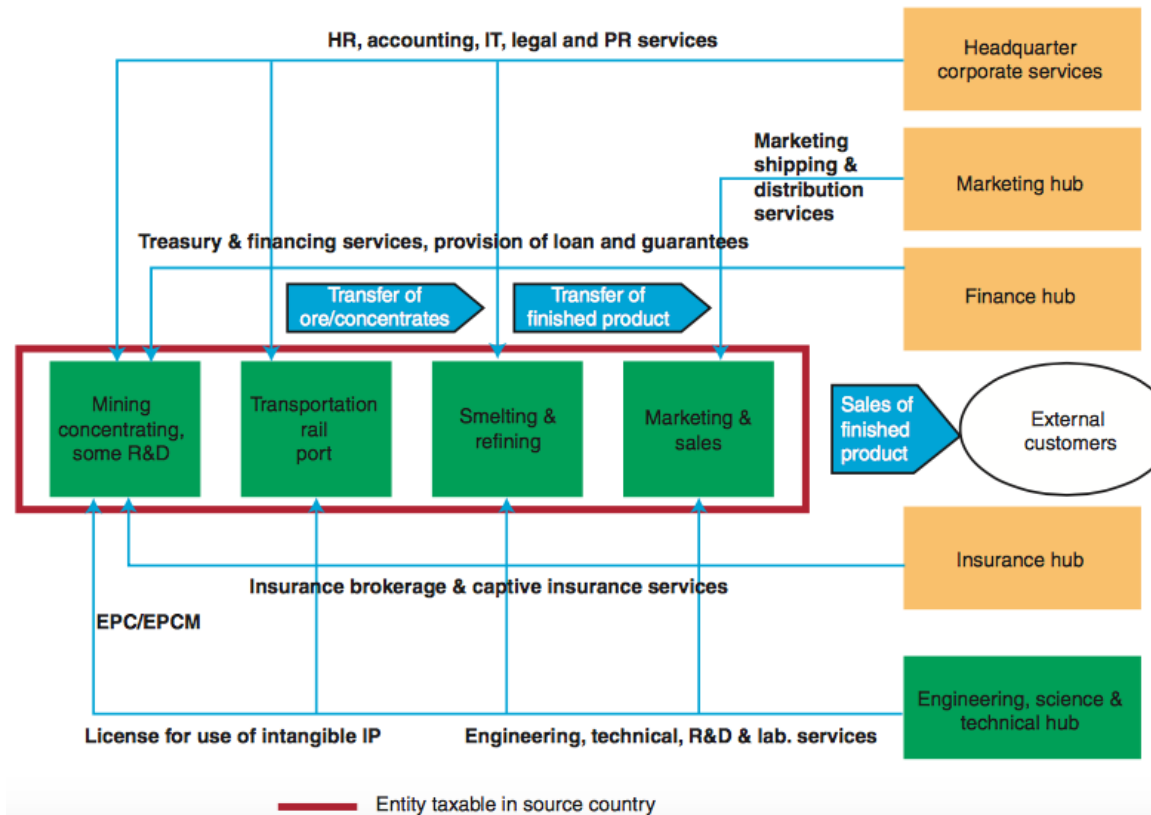 HR, accounting, IT, legal and PR services
Headquarter
corporate services
Marketing
shipping &
distribution
services
Marketing hub
Treasury & financing services, provision of loan and guarantees
Finance hub
Transfer of
ore/concentrates
Transfer of
finished product
Mining
concentrating,
some R&D
Transportation
rail
port
Smelting &
refining
Marketing &
sales
Sales of
finished
product
External
customers
Insurance hub
Insurance brokerage & captive insurance services
EPC/EPCM
Engineering, science &
technical hub
License for use of intangible IP
Engineering, technical, R&D & lab. services
Entity taxable in source country